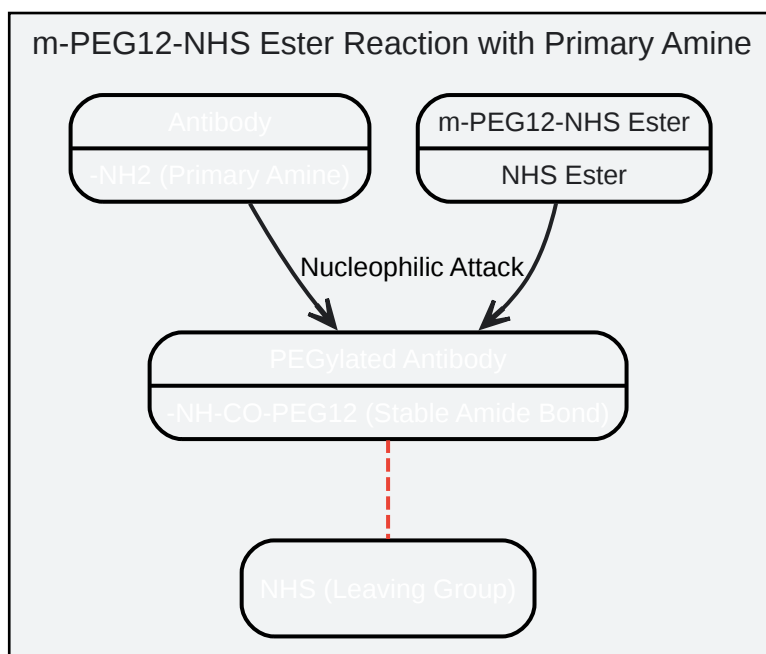 m-PEG12-NHS Ester Reaction with Primary Amine
Antibody
-NH2 (Primary Amine)
m-PEG12-NHS Ester
NHS Ester
Nucleophilic Attack
PEGylated Antibody
-NH-CO-PEG12 (Stable Amide Bond)
NHS (Leaving Group)